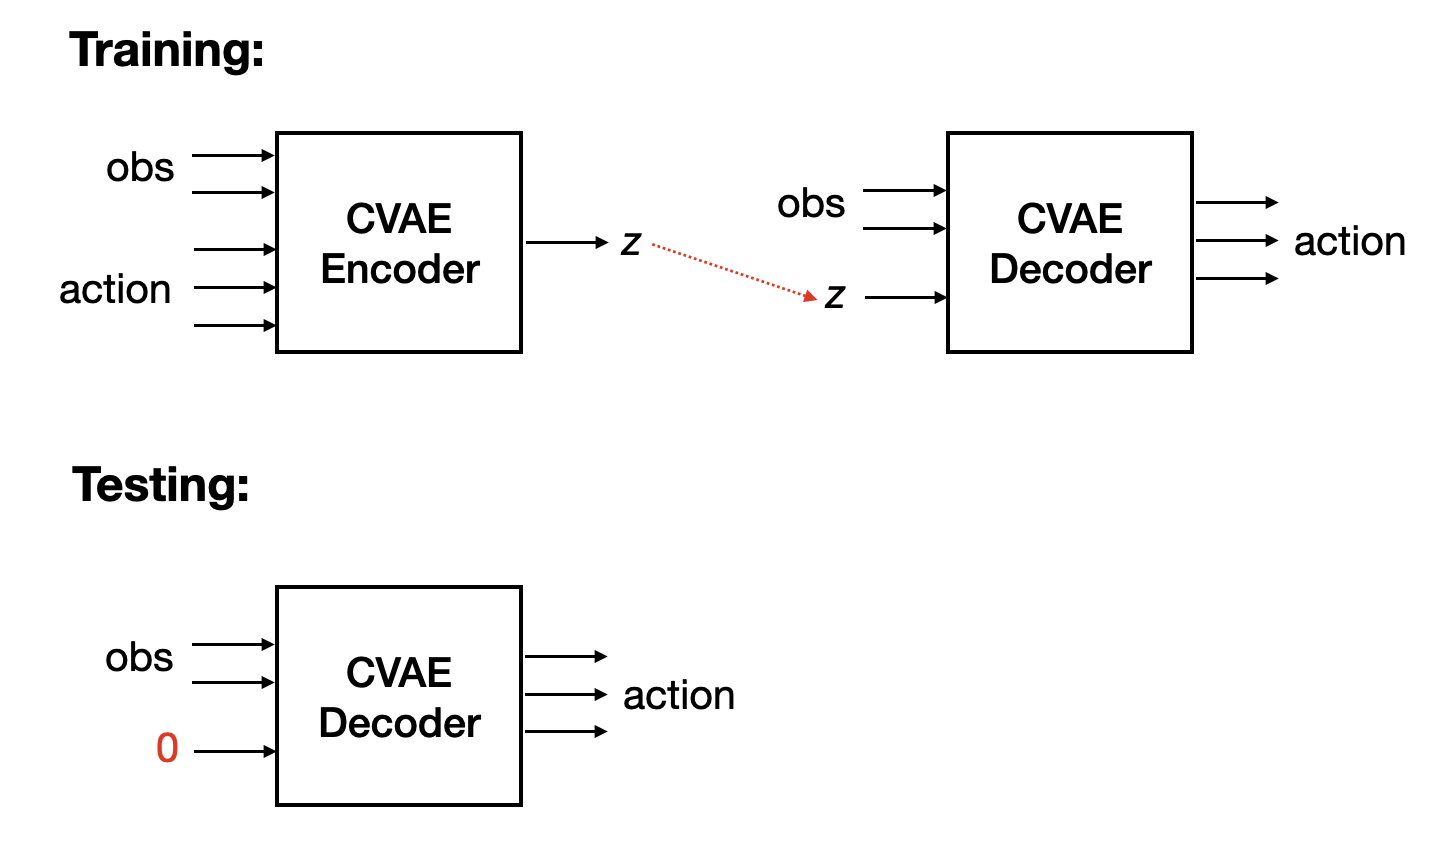 Training:
obs
action
CVAE
Encoder
z
obs
z
CVAE
Decoder
action
Testing:
obs
0
CVAE
Decoder
action